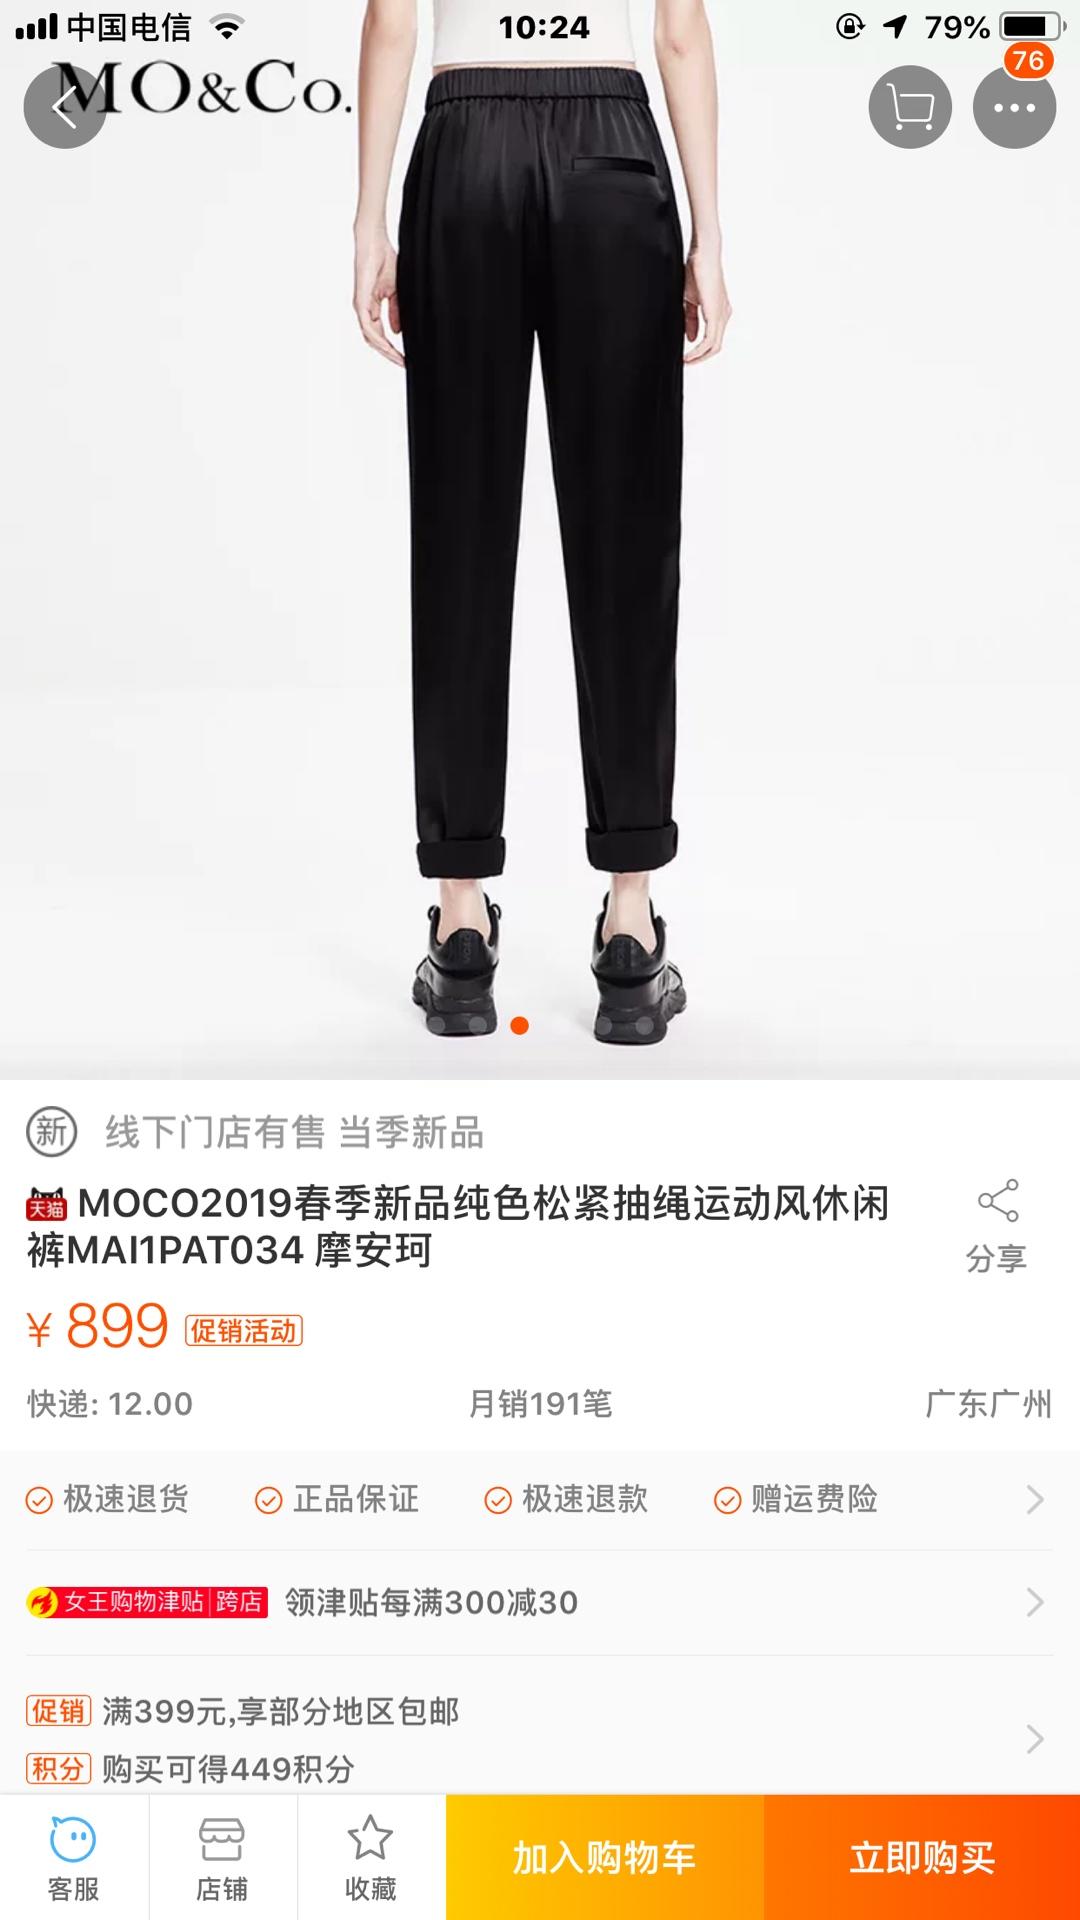 中国电信
10:24
79%
76
MO&Co.
新 线下门店有售 当季新品
天猫 MOCO2019春季新品纯色松紧抽绳运动风休闲
裤MAI1PAT034 摩安珂
分享
¥ 899 促销活动
快递: 12.00 月销191笔 广东广州
极速退货 正品保证 极速退款 赠运费险
女王购物津贴|跨店 领津贴每满300减30
促销 满399元,享部分地区包邮
积分 购买可得449积分
客服 店铺 收藏 加入购物车 立即购买